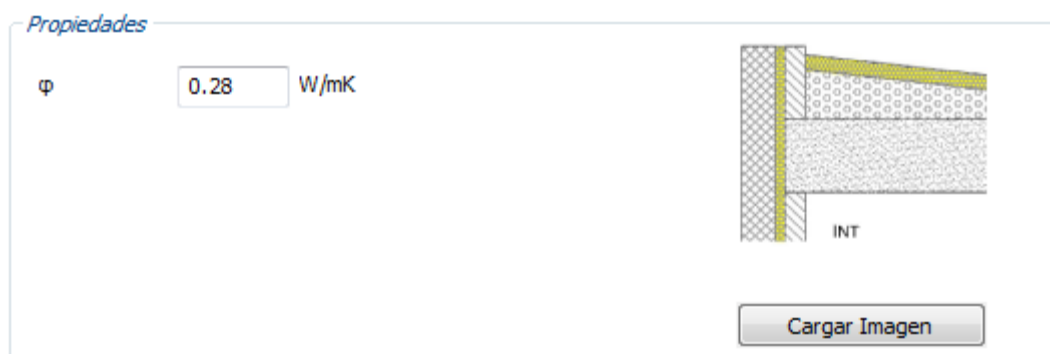 Propiedades
φ 0.28 W/mK
INT
Cargar Imagen